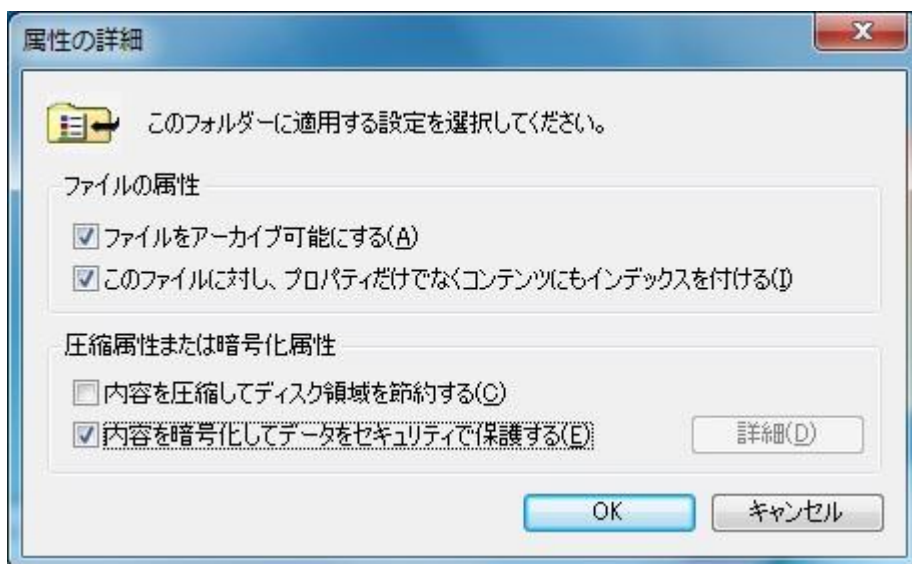 属性の詳細
このフォルダーに適用する設定を選択してください。
ファイルの属性
ファイルをアーカイブ可能にする(A)
このファイルに対し、プロパティだけでなくコンテンツにもインデックスを付ける(I)
圧縮属性または暗号化属性
内容を圧縮してディスク領域を節約する(C)
内容を暗号化してデータをセキュリティで保護する(E)
詳細(D)
OK
キャンセル